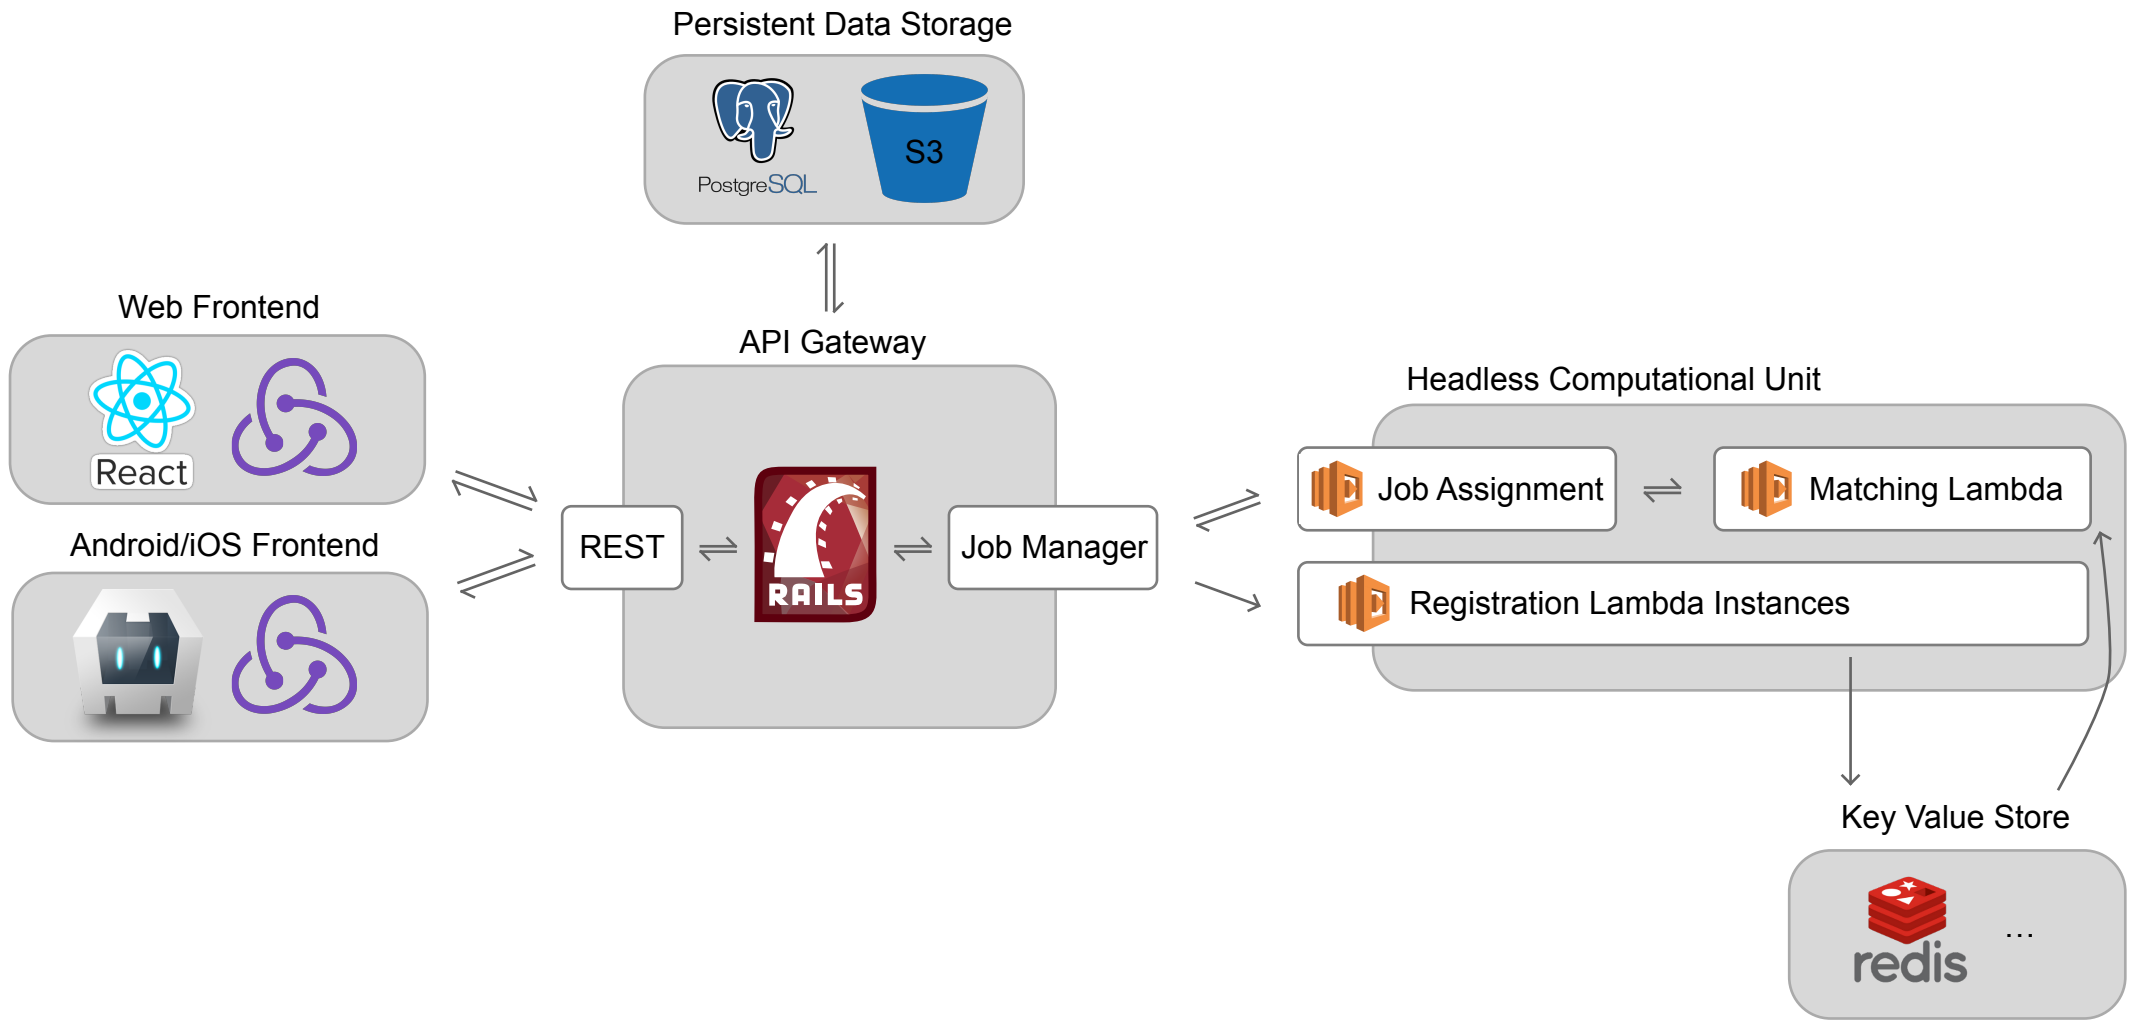 Persistent Data Storage
PostgreSQL
S3
Web Frontend
React
Android/iOS Frontend
API Gateway
REST
RAILS
Job Manager
Headless Computational Unit
Job Assignment
Matching Lambda
Registration Lambda Instances
Key Value Store
redis
...